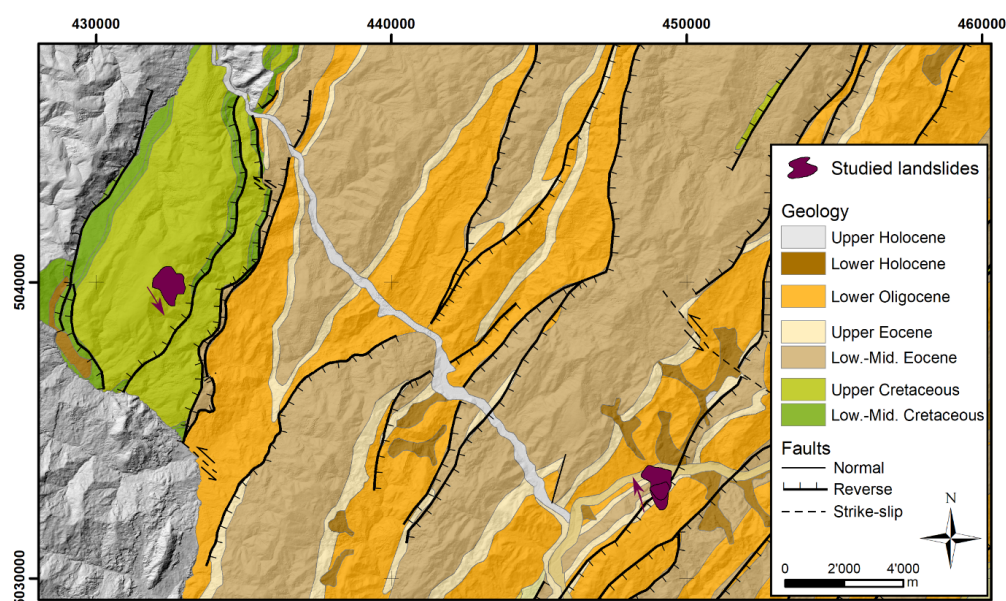 430000
440000
450000
460000
5040000
5030000
Studied landslides
Geology
Upper Holocene
Lower Holocene
Lower Oligocene
Upper Eocene
Low.-Mid. Eocene
Upper Cretaceous
Low.-Mid. Cretaceous
Faults
Normal
Reverse
Strike-slip
N
0 2'000 4'000
m